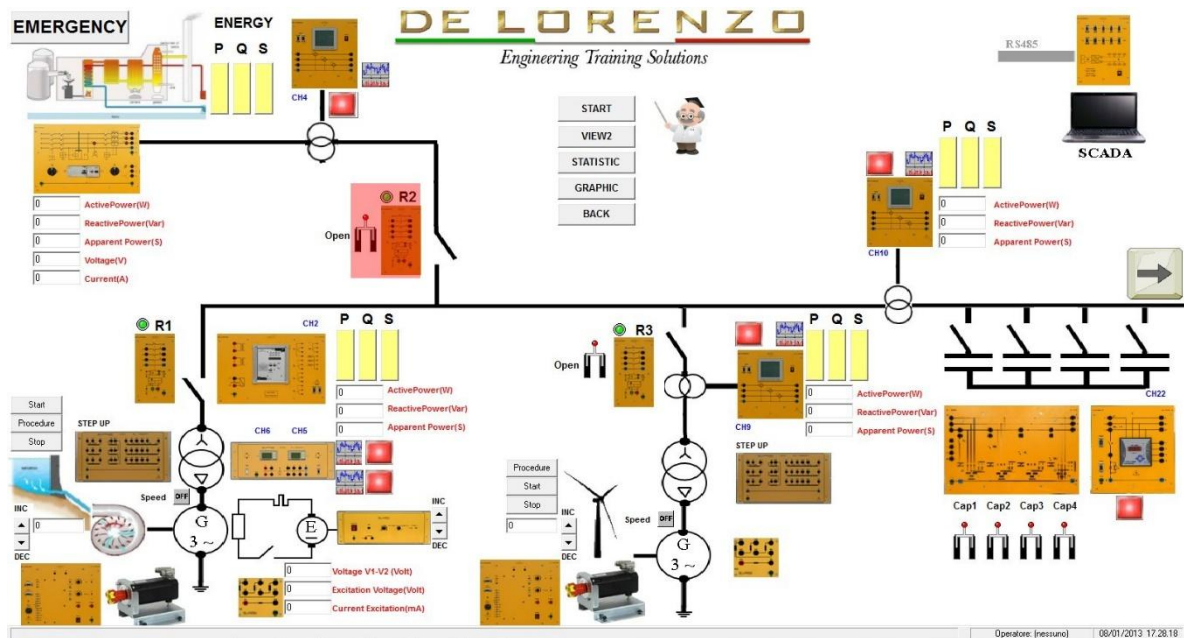 EMERGENCY
ENERGY
P Q S
CH4
DE LORENZO
Engineering Training Solutions
RS485
SCADA
START
VIEW2
STATISTIC
GRAPHIC
BACK
P Q S
ActivePower(W)
ReactivePower(Var)
Apparent Power(S)
CH10
0 ActivePower(W)
0 ReactivePower(Var)
0 Apparent Power(S)
0 Voltage(V)
0 Current(A)
R2
Open
0
0
0
R1
CH2
P Q S
0 ActivePower(W)
0 ReactivePower(Var)
0 Apparent Power(S)
R3
Open
P Q S
0 ActivePower(W)
0 ReactivePower(Var)
0 Apparent Power(S)
CH9
CH22
Start
Procedure
Stop
STEP UP
CH6 CH5
Speed OFF
INC
0
DEC
G
3 ~
E
INC
DEC
0 Voltage V1-V2 (Volt)
0 Excitation Voltage(Volt)
0 Current Excitation(mA)
STEP UP
Procedure
Start
Stop
0
INC
DEC
Speed OFF
G
3 ~
Cap1 Cap2 Cap3 Cap4
Operatore: (nessuno) 08/01/2013 17.28.18